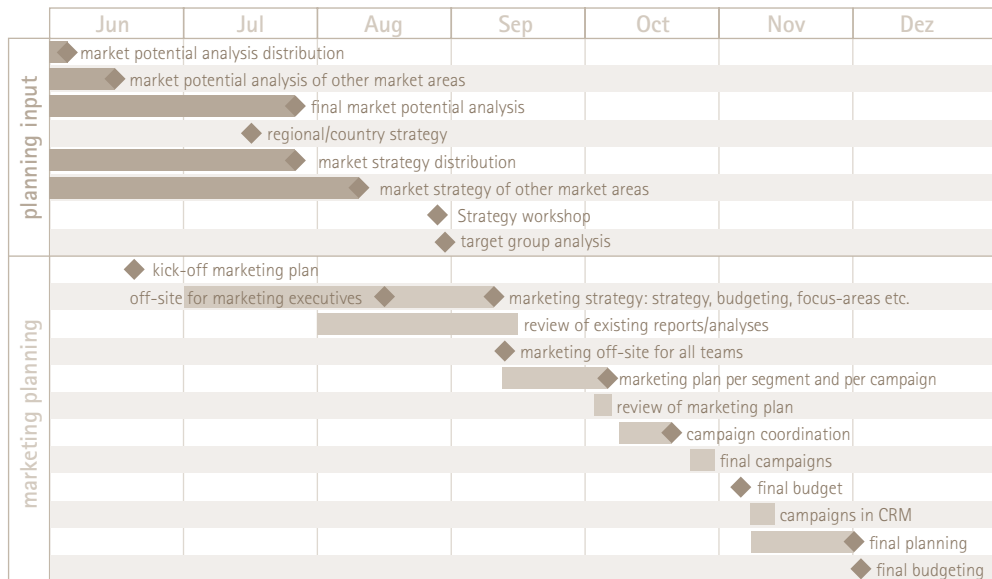 Jun Jul Aug Sep Oct Nov Dez
planning input
market potential analysis distribution
market potential analysis of other market areas
final market potential analysis
regional/country strategy
market strategy distribution
market strategy of other market areas
Strategy workshop
target group analysis
marketing planning
kick-off marketing plan
off-site for marketing executives marketing strategy: strategy, budgeting, focus-areas etc.
review of existing reports/analyses
marketing off-site for all teams
marketing plan per segment and per campaign
review of marketing plan
campaign coordination
final campaigns
final budget
campaigns in CRM
final planning
final budgeting